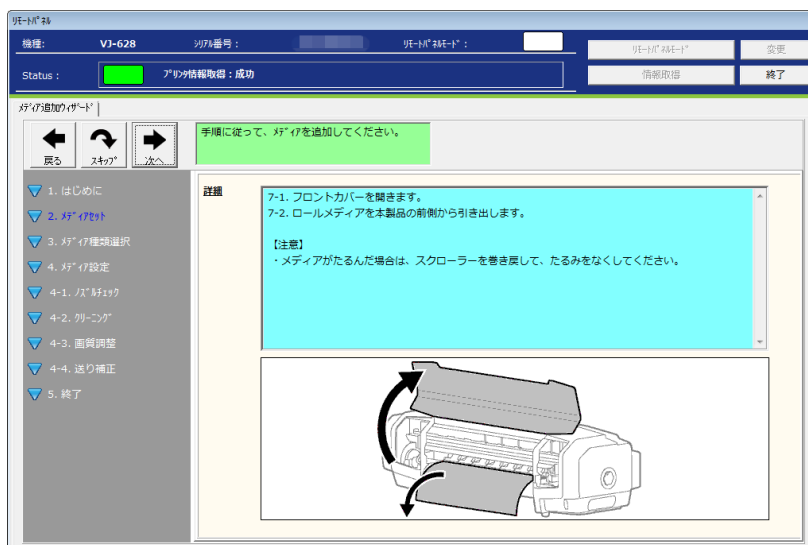 ﾘﾓｰﾄﾊﾟﾈﾙ
機種: VJ-628 ｼﾘｱﾙ番号： ﾘﾓｰﾄﾊﾟﾈﾙﾓｰﾄﾞ： ﾘﾓｰﾄﾊﾟﾈﾙﾓｰﾄﾞ 変更
Status： ﾌﾟﾘﾝﾀ情報取得：成功 情報取得 終了
ﾒﾃﾞｨｱ追加ｳｨｻﾞｰﾄﾞ
戻る ｽｷｯﾌﾟ 次へ
手順に従って、ﾒﾃﾞｨｱを追加してください。
1. はじめに
2. ﾒﾃﾞｨｱｾｯﾄ
3. ﾒﾃﾞｨｱ種類選択
4. ﾒﾃﾞｨｱ設定
4-1. ﾉｽﾞﾙﾁｪｯｸ
4-2. ｸﾘｰﾆﾝｸﾞ
4-3. 画質調整
4-4. 送り補正
5. 終了
詳細
7-1. フロントカバーを開きます。
7-2. ロールメディアを本製品の前側から引き出します。
【注意】
・メディアがたるんだ場合は、スクローラーを巻き戻して、たるみをなくしてください。